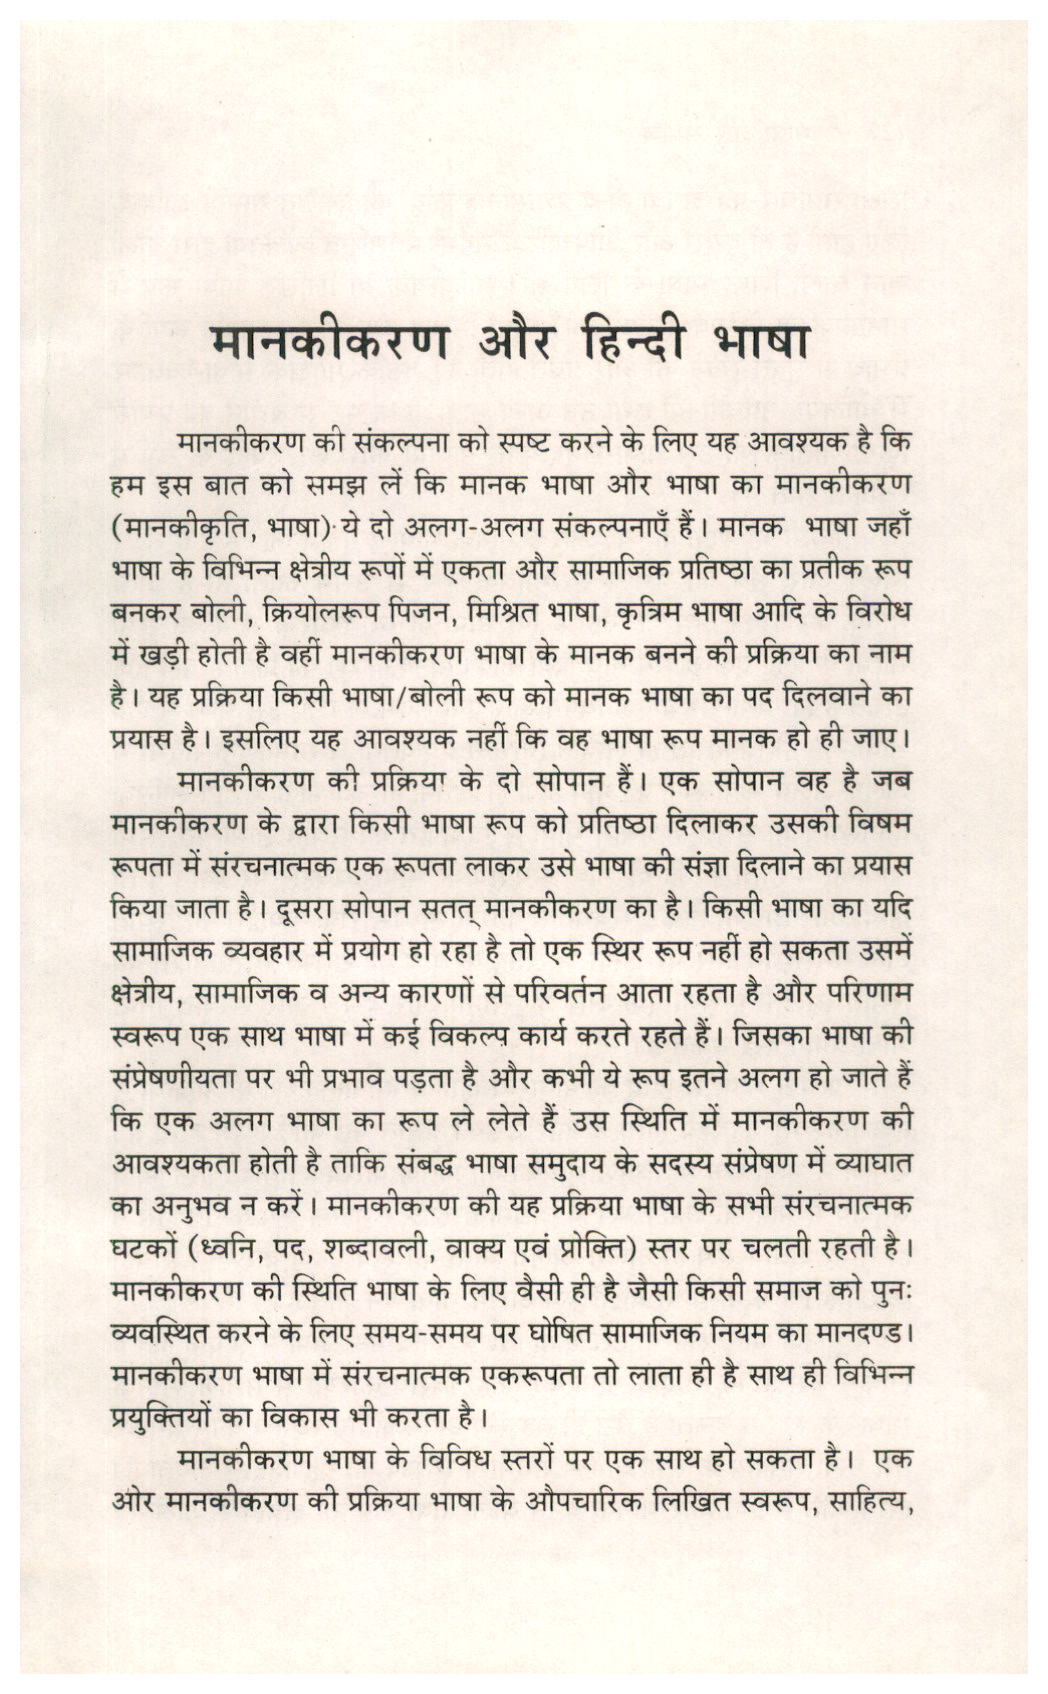 मानकीकरण और हिन्दी भाषा
मानकीकरण की संकल्पना को स्पष्ट करने के लिए यह आवश्यक है कि
हम इस बात को समझ लें कि मानक भाषा और भाषा का मानकीकरण
(मानकीकृति, भाषा) ये दो अलग-अलग संकल्पनाएँ हैं। मानक भाषा जहाँ
भाषा के विभिन्न क्षेत्रीय रूपों में एकता और सामाजिक प्रतिष्ठा का प्रतीक रूप
बनकर बोली, क्रियोलरूप पिजन, मिश्रित भाषा, कृत्रिम भाषा आदि के विरोध
में खड़ी होती है वहीं मानकीकरण भाषा के मानक बनने की प्रक्रिया का नाम
है। यह प्रक्रिया किसी भाषा/बोली रूप को मानक भाषा का पद दिलवाने का
प्रयास है। इसलिए यह आवश्यक नहीं कि वह भाषा रूप मानक हो ही जाए।
मानकीकरण की प्रक्रिया के दो सोपान हैं। एक सोपान वह है जब
मानकीकरण के द्वारा किसी भाषा रूप को प्रतिष्ठा दिलाकर उसकी विषम
रूपता में संरचनात्मक एक रूपता लाकर उसे भाषा की संज्ञा दिलाने का प्रयास
किया जाता है। दूसरा सोपान सतत् मानकीकरण का है। किसी भाषा का यदि
सामाजिक व्यवहार में प्रयोग हो रहा है तो एक स्थिर रूप नहीं हो सकता उसमें
क्षेत्रीय, सामाजिक व अन्य कारणों से परिवर्तन आता रहता है और परिणाम
स्वरूप एक साथ भाषा में कई विकल्प कार्य करते रहते हैं। जिसका भाषा की
संप्रेषणीयता पर भी प्रभाव पड़ता है और कभी ये रूप इतने अलग हो जाते हैं
कि एक अलग भाषा का रूप ले लेते हैं उस स्थिति में मानकीकरण की
आवश्यकता होती है ताकि संबद्ध भाषा समुदाय के सदस्य संप्रेषण में व्याघात
का अनुभव न करें। मानकीकरण की यह प्रक्रिया भाषा के सभी संरचनात्मक
घटकों (ध्वनि, पद, शब्दावली, वाक्य एवं प्रोक्ति) स्तर पर चलती रहती है।
मानकीकरण की स्थिति भाषा के लिए वैसी ही है जैसी किसी समाज को पुनः
व्यवस्थित करने के लिए समय-समय पर घोषित सामाजिक नियम का मानदण्ड।
मानकीकरण भाषा में संरचनात्मक एकरूपता तो लाता ही है साथ ही विभिन्न
प्रयुक्तियों का विकास भी करता है।
मानकीकरण भाषा के विविध स्तरों पर एक साथ हो सकता है। एक
ओर मानकीकरण की प्रक्रिया भाषा के औपचारिक लिखित स्वरूप, साहित्य,